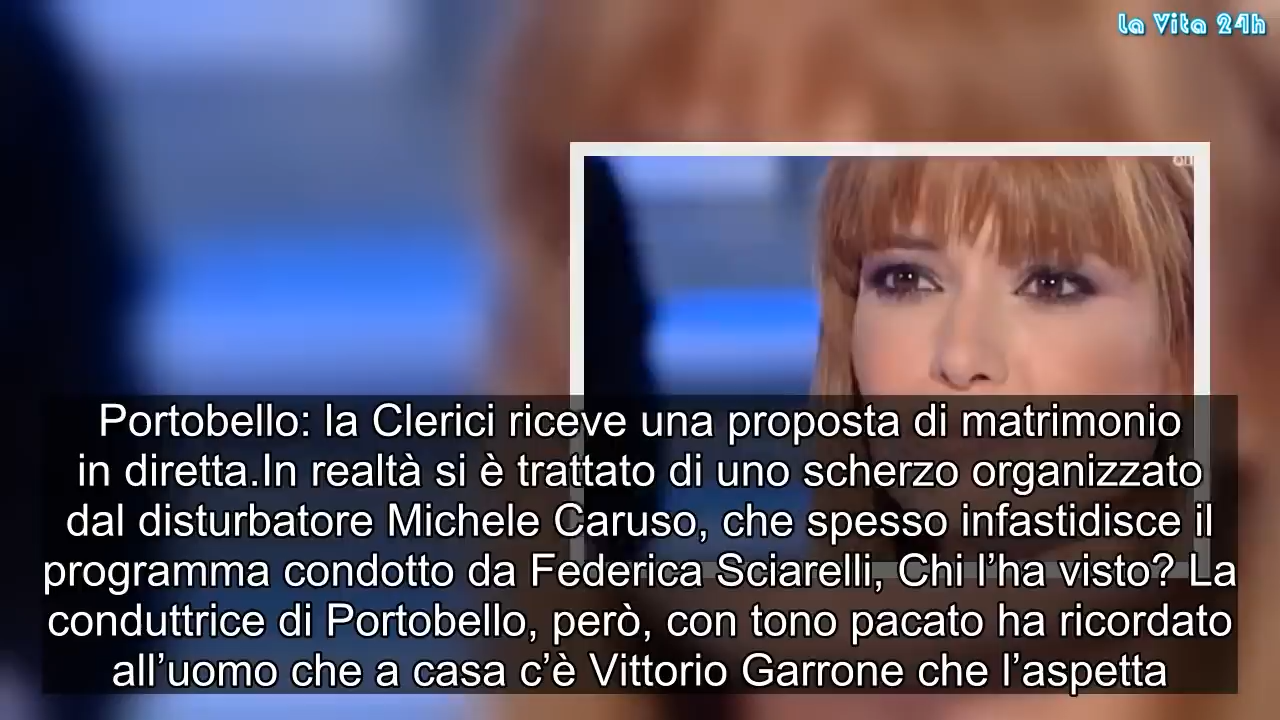 La Vita 24h
Portobello: la Clerici riceve una proposta di matrimonio
in diretta.In realtà si è trattato di uno scherzo organizzato
dal disturbatore Michele Caruso, che spesso infastidisce il
programma condotto da Federica Sciarelli, Chi l’ha visto? La
conduttrice di Portobello, però, con tono pacato ha ricordato
all’uomo che a casa c’è Vittorio Garrone che l’aspetta